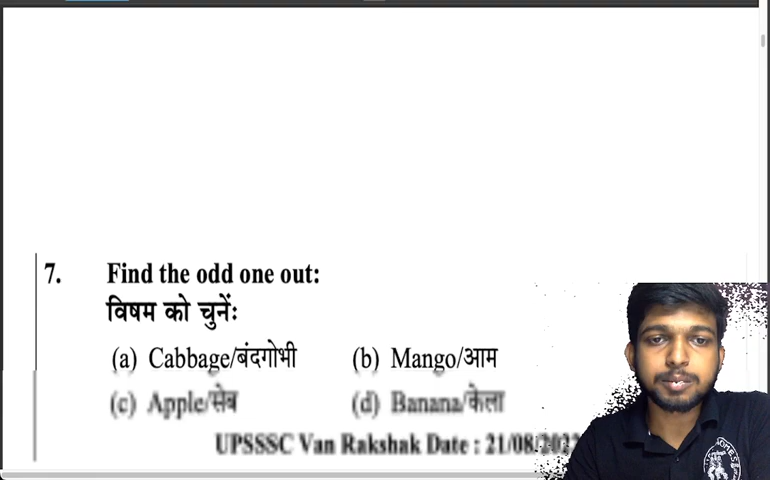 7. Find the odd one out:
विषम को चुनें:
(a) Cabbage/बंदगोभी (b) Mango/आम
(c) Apple/सेब (d) Banana/केला
UPSSSC Van Rakshak Date : 21/08/